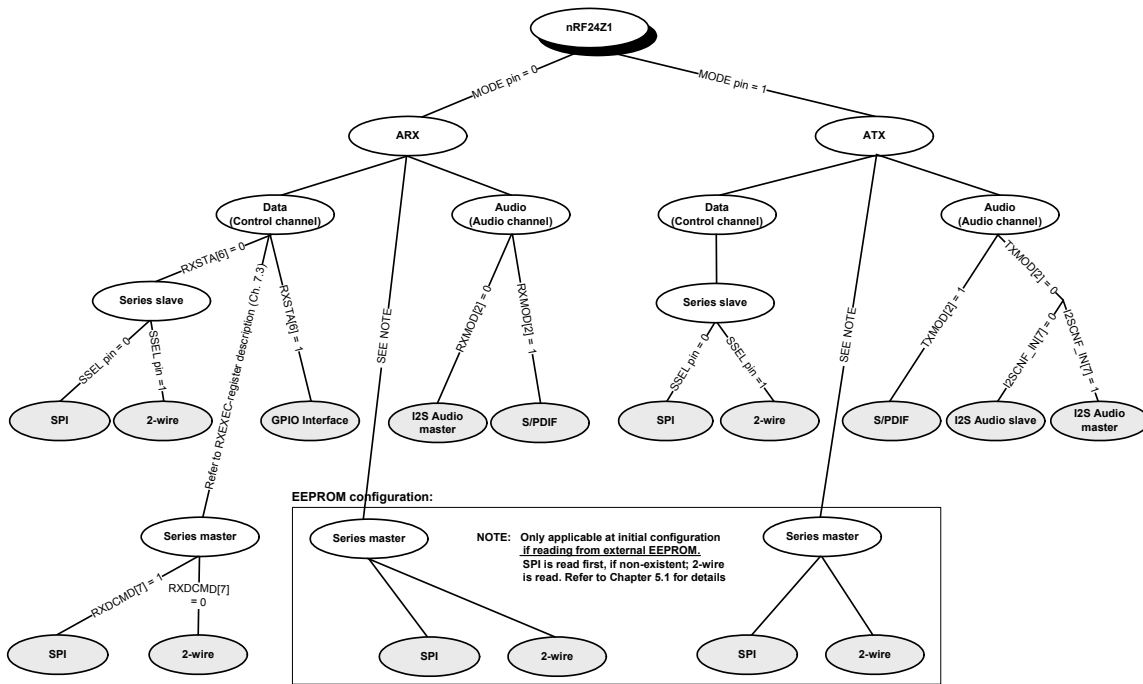 nRF24Z1
MODE pin = 0
MODE pin = 1
ARX
ATX
Data
(Control channel)
Audio
(Audio channel)
Data
(Control channel)
Audio
(Audio channel)
RXSTA[6] = 0
Refer to RXEXEC-register description (Ch. 7.3)
RXSTA[6] = 1
RXMOD[2] = 0
RXMOD[2] = 1
SEE NOTE
SEE NOTE
TXMOD[2] = 1
TXMOD[2] = 0
I2SCNF_IN[7] = 0
I2SCNF_IN[7] = 1
Series slave
Series slave
SSEL pin = 0
SSEL pin =1
SSEL pin = 0
SSEL pin =1
SPI
2-wire
GPIO Interface
I2S Audio
master
S/PDIF
SPI
2-wire
S/PDIF
I2S Audio slave
I2S Audio
master
EEPROM configuration:
Series master
Series master
NOTE: Only applicable at initial configuration
if reading from external EEPROM.
SPI is read first, if non-existent; 2-wire
is read. Refer to Chapter 5.1 for details
Series master
RXDCMD[7] = 1
RXDCMD[7]
= 0
SPI
2-wire
SPI
2-wire
SPI
2-wire